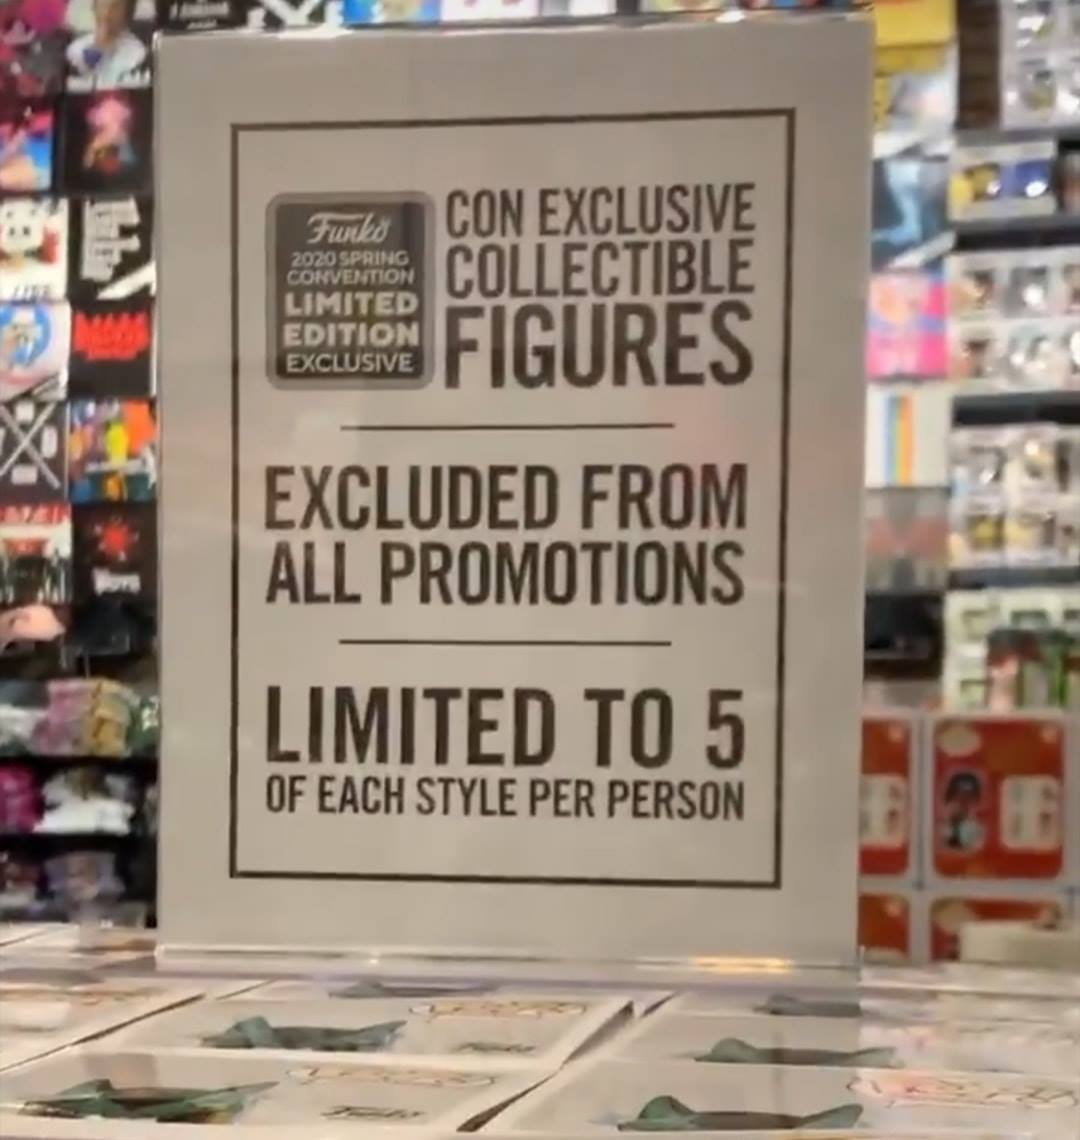 Funko
2020 SPRING
CONVENTION
LIMITED
EDITION
EXCLUSIVE
CON EXCLUSIVE
COLLECTIBLE
FIGURES
EXCLUDED FROM
ALL PROMOTIONS
LIMITED TO 5
OF EACH STYLE PER PERSON
Funko